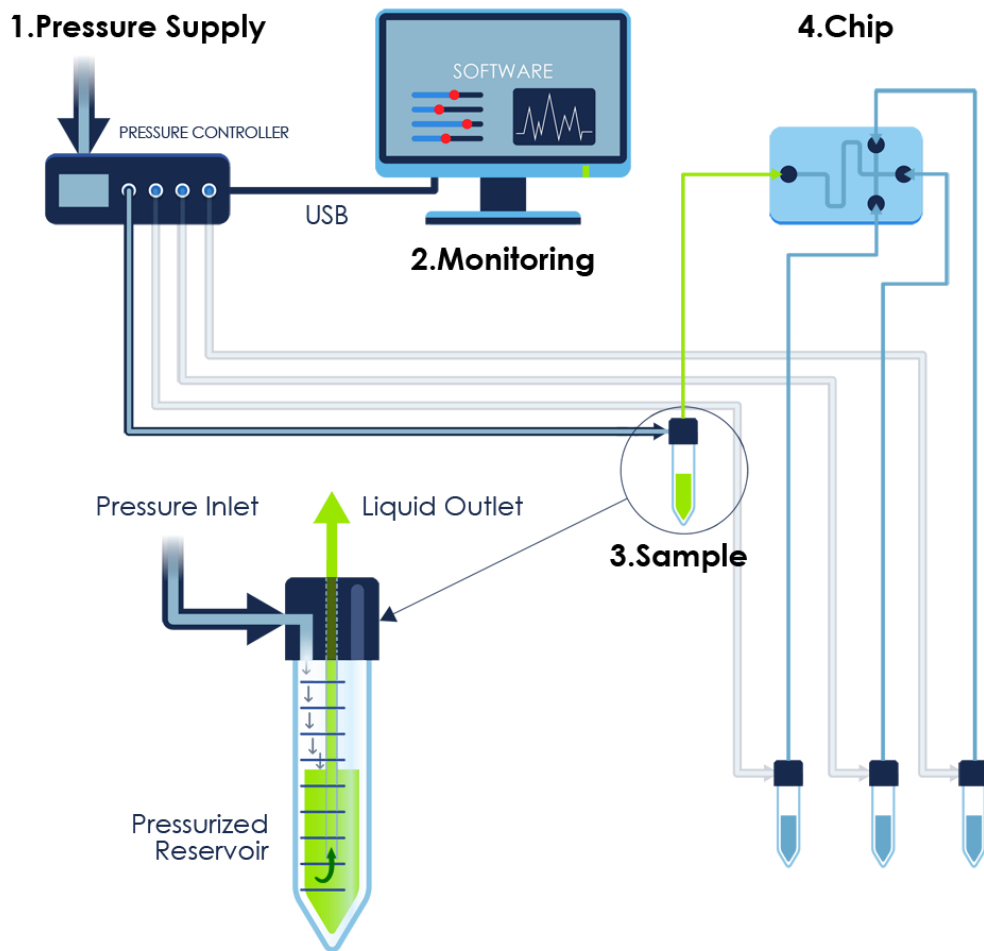 1.Pressure Supply
4.Chip
SOFTWARE
PRESSURE CONTROLLER
USB
2.Monitoring
Pressure Inlet
Liquid Outlet
3.Sample
Pressurized
Reservoir